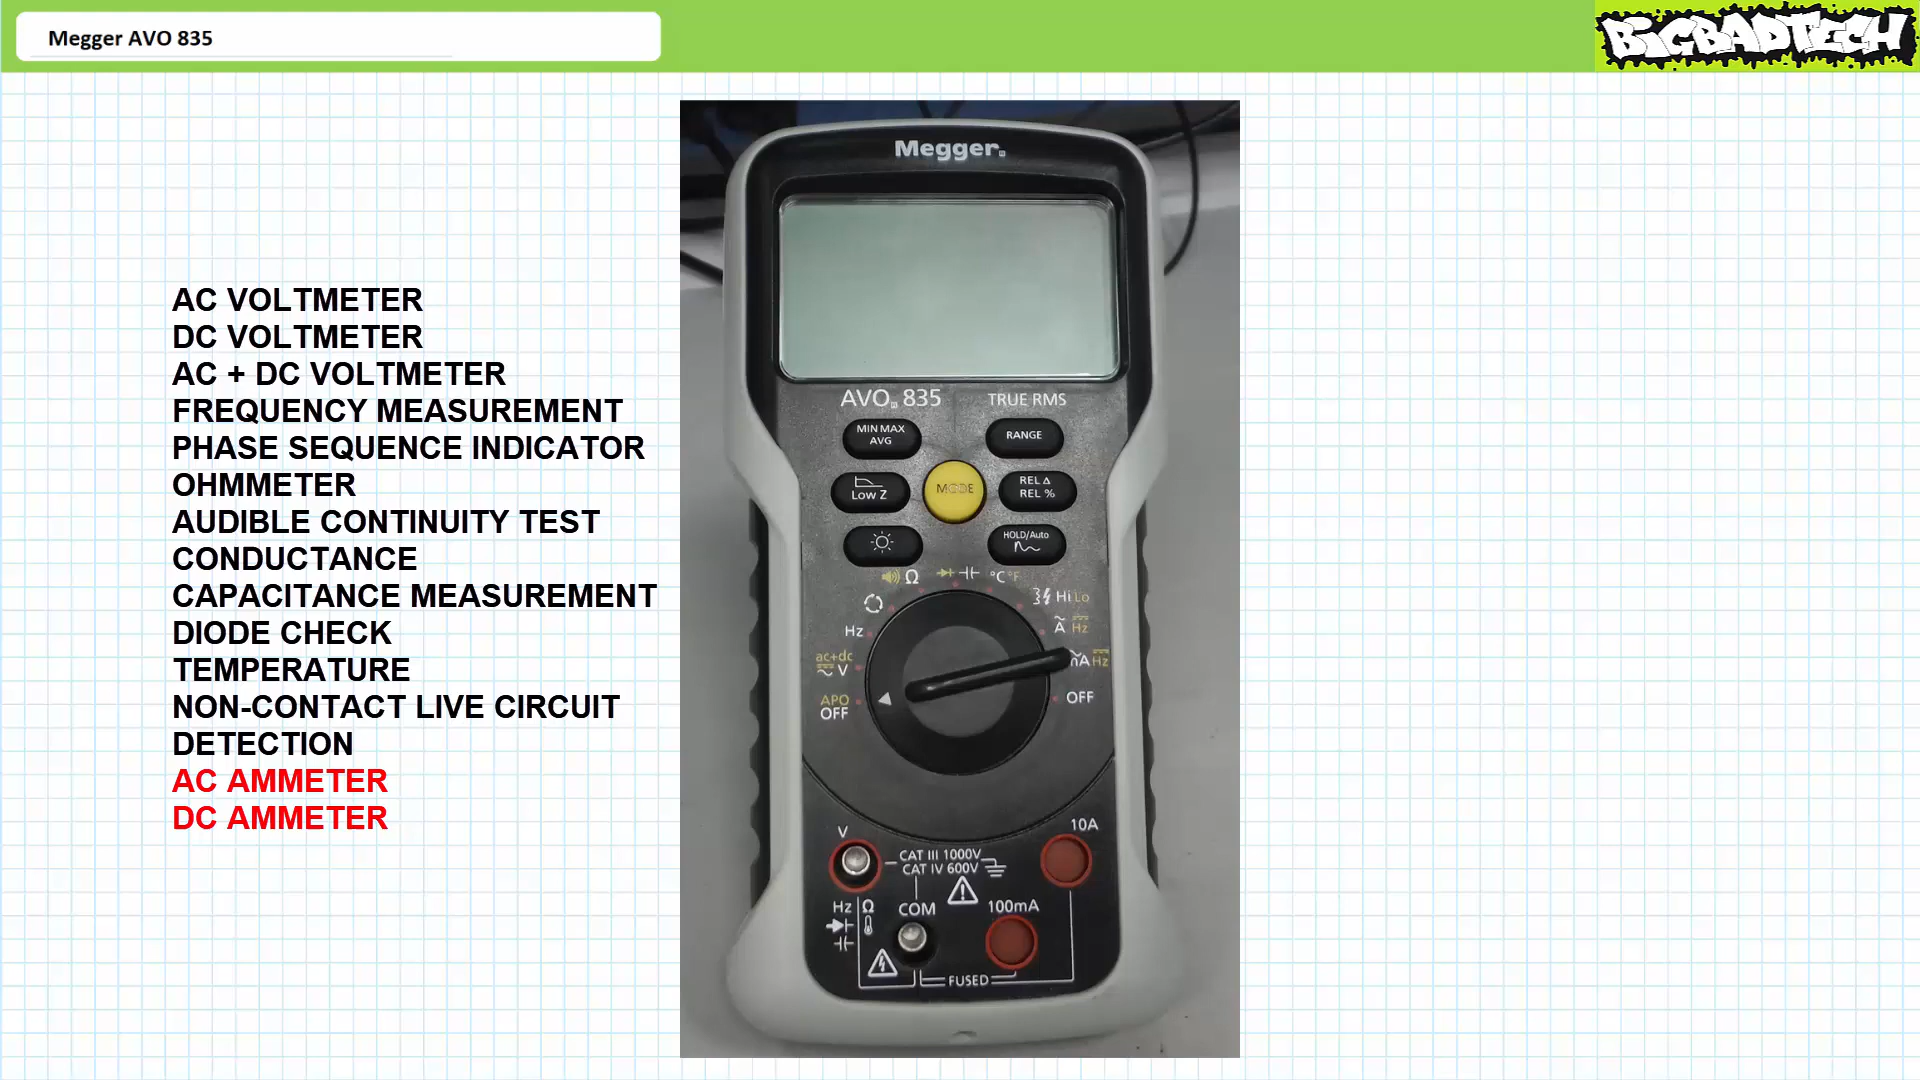 Megger AVO 835
BIGBADTECH
AC VOLTMETER
DC VOLTMETER
AC + DC VOLTMETER
FREQUENCY MEASUREMENT
PHASE SEQUENCE INDICATOR
OHMMETER
AUDIBLE CONTINUITY TEST
CONDUCTANCE
CAPACITANCE MEASUREMENT
DIODE CHECK
TEMPERATURE
NON-CONTACT LIVE CIRCUIT
DETECTION
AC AMMETER
DC AMMETER
Megger
AVO 835
TRUE RMS
MIN MAX
AVG
RANGE
Low Z
MODE
REL Δ
REL %
HOLD/Auto
Ω
°C °F
Hi Lo
Hz
A Hz
ac+dc
V
mA Hz
APO
OFF
OFF
V
10A
CAT III 1000V
CAT IV 600V
Hz Ω
COM
100mA
FUSED